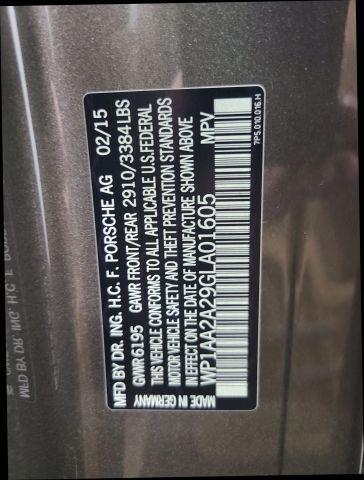 MFD BY DR. ING. H.C. F. PORSCHE AG 02/15
GVWR 6195 GAWR FRONT/REAR 2910/3384 LBS
THIS VEHICLE CONFORMS TO ALL APPLICABLE U.S.FEDERAL
MOTOR VEHICLE SAFETY AND THEFT PREVENTION STANDARDS
IN EFFECT ON THE DATE OF MANUFACTURE SHOWN ABOVE
WP1AA2A29GLA01605 MPV
MADE IN GERMANY
7P5.010.016.H